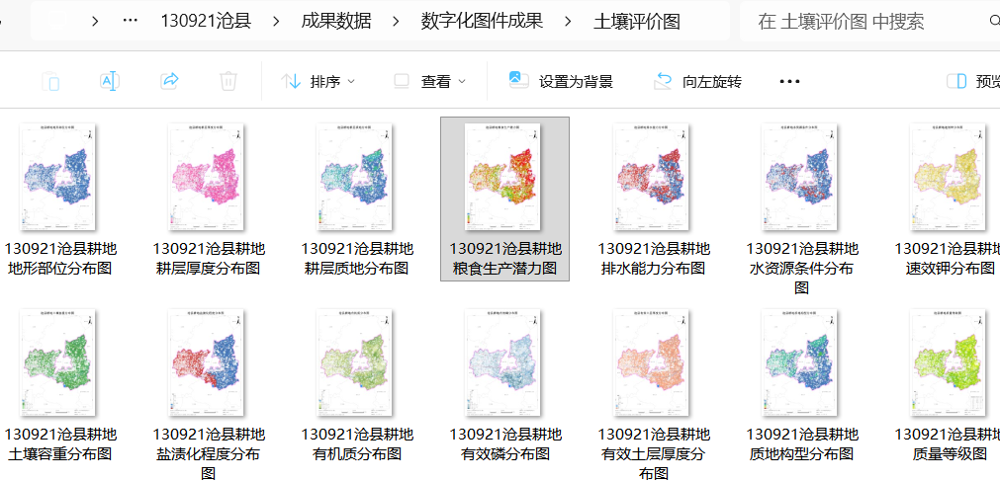 130921沧县 成果数据 数字化图件成果 土壤评价图 在 土壤评价图 中搜索
排序 查看 设置为背景 向左旋转 预览
130921沧县耕地
地形部位分布图
130921沧县耕地
耕层厚度分布图
130921沧县耕地
耕层质地分布图
130921沧县耕地
粮食生产潜力图
130921沧县耕地
排水能力分布图
130921沧县耕地
水资源条件分布
图
130921沧县耕地
速效钾分布图
130921沧县耕地
土壤容重分布图
130921沧县耕地
盐渍化程度分布
图
130921沧县耕地
有机质分布图
130921沧县耕地
有效磷分布图
130921沧县耕地
有效土层厚度分
布图
130921沧县耕地
质地构型分布图
130921沧县耕地
质量等级图